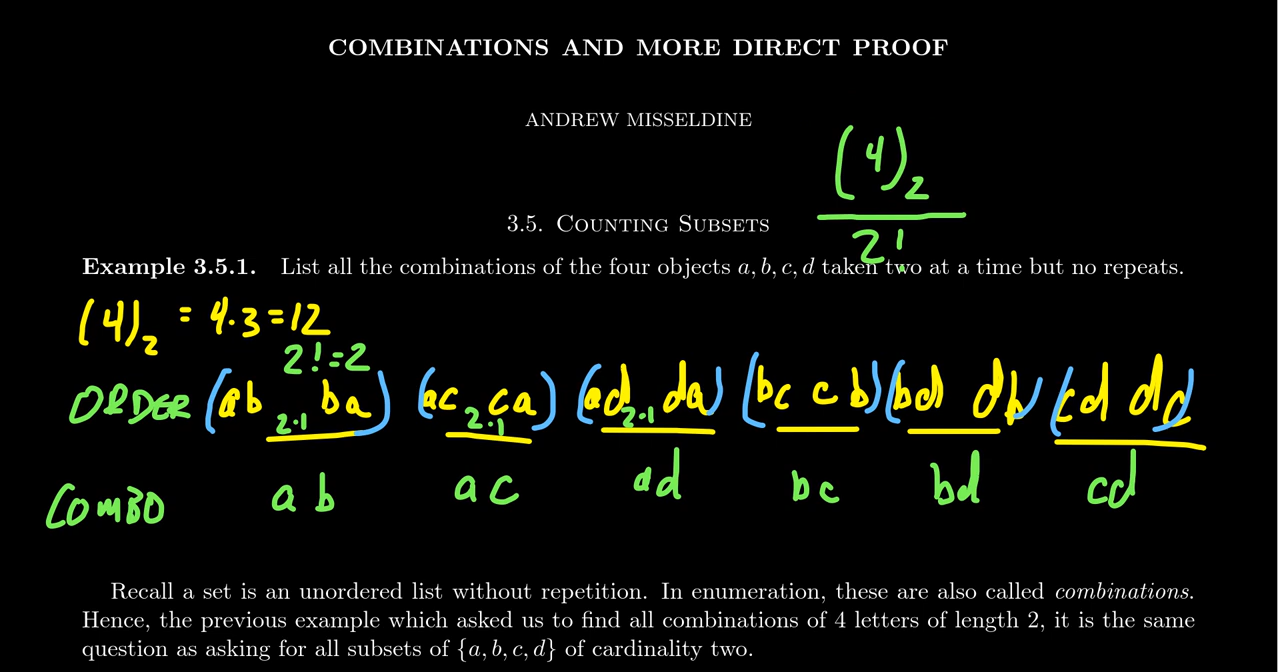 COMBINATIONS AND MORE DIRECT PROOF
ANDREW MISSELDINE
(4)₂
2!
3.5. COUNTING SUBSETS
Example 3.5.1. List all the combinations of the four objects a, b, c, d taken two at a time but no repeats.
(4)₂ = 4·3 = 12
2! = 2
ORDER (ab ba) (ac ca) (ad da) (bc cb) (bd db) (cd dd)
2·1 2·1 2·1
COMBO ab ac ad bc bd cd
Recall a set is an unordered list without repetition. In enumeration, these are also called combinations.
Hence, the previous example which asked us to find all combinations of 4 letters of length 2, it is the same
question as asking for all subsets of {a, b, c, d} of cardinality two.